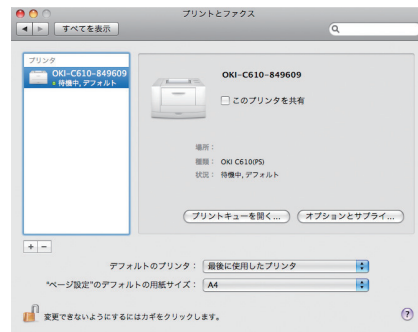 プリントとファクス
すべてを表示
プリンタ
OKI-C610-849609
待機中, デフォルト
OKI-C610-849609
このプリンタを共有
場所：
種類： OKI C610(PS)
状況： 待機中, デフォルト
プリントキューを開く...
オプションとサプライ...
デフォルトのプリンタ： 最後に使用したプリンタ
"ページ設定"のデフォルトの用紙サイズ： A4
変更できないようにするにはカギをクリックします。